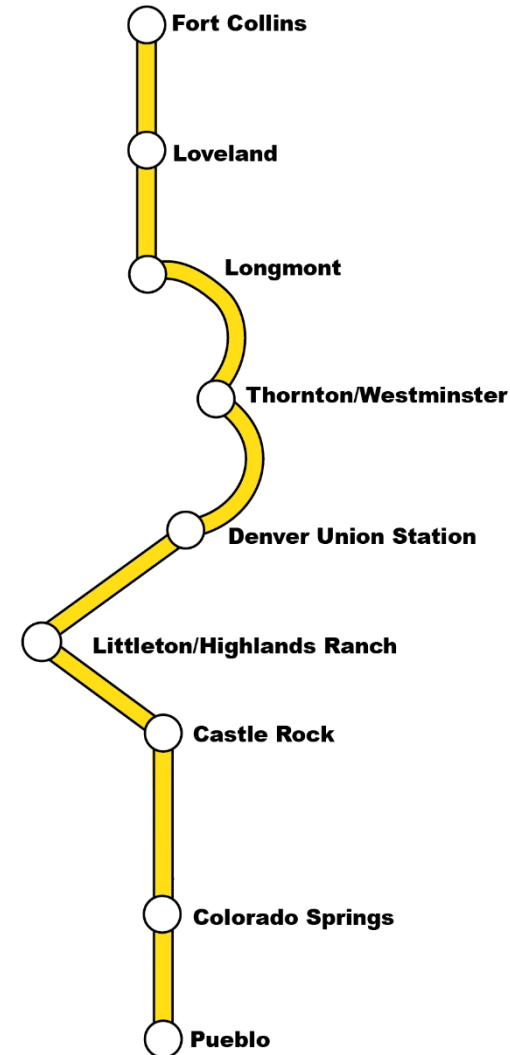 Fort Collins
Loveland
Longmont
Thornton/Westminster
Denver Union Station
Littleton/Highlands Ranch
Castle Rock
Colorado Springs
Pueblo